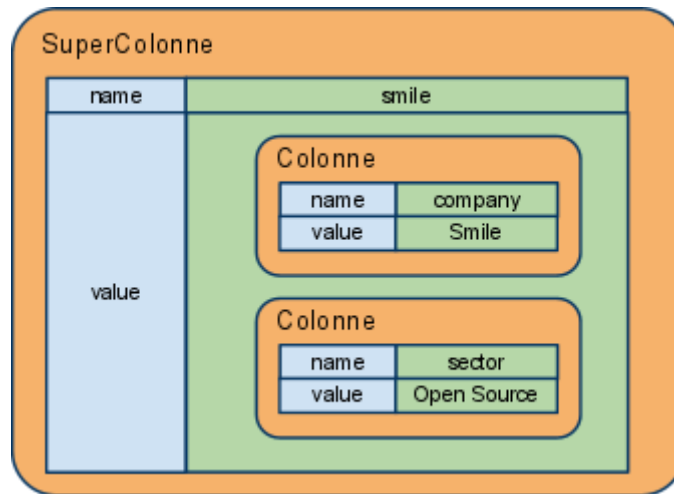 SuperColonne
name smile
Colonne
name company
value Smile
value
Colonne
name sector
value Open Source